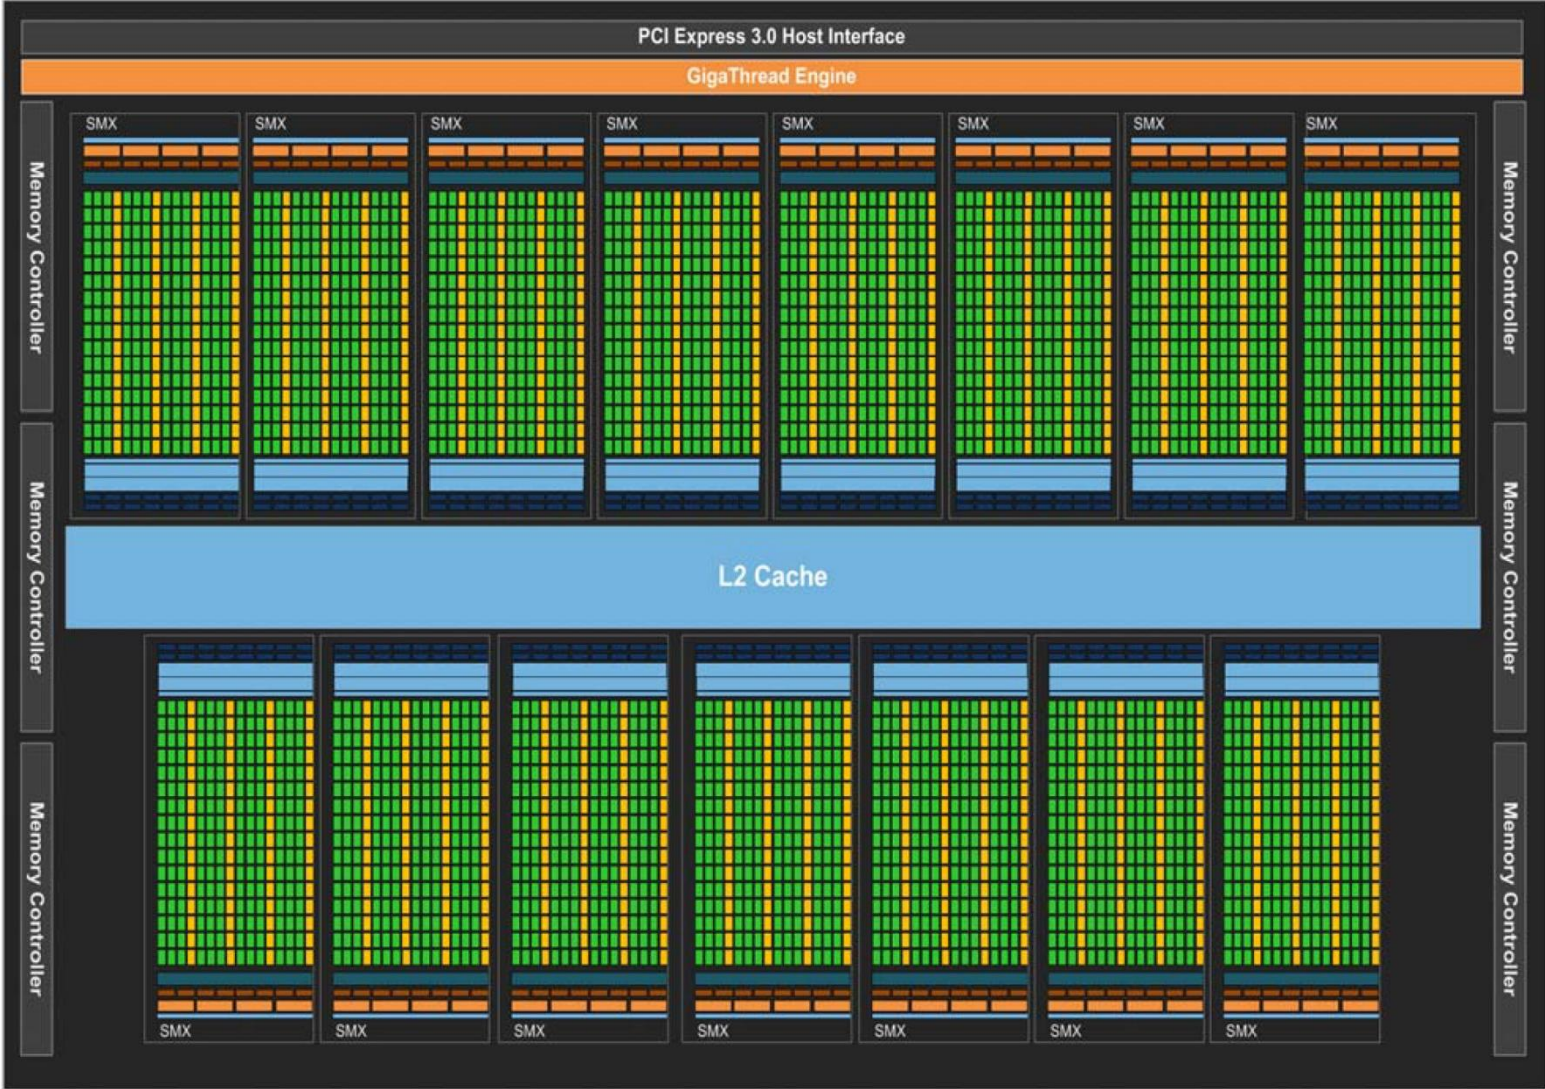 PCI Express 3.0 Host Interface
GigaThread Engine
Memory Controller
Memory Controller
Memory Controller
SMX
SMX
SMX
SMX
SMX
SMX
SMX
SMX
L2 Cache
SMX
SMX
SMX
SMX
SMX
SMX
SMX
Memory Controller
Memory Controller
Memory Controller